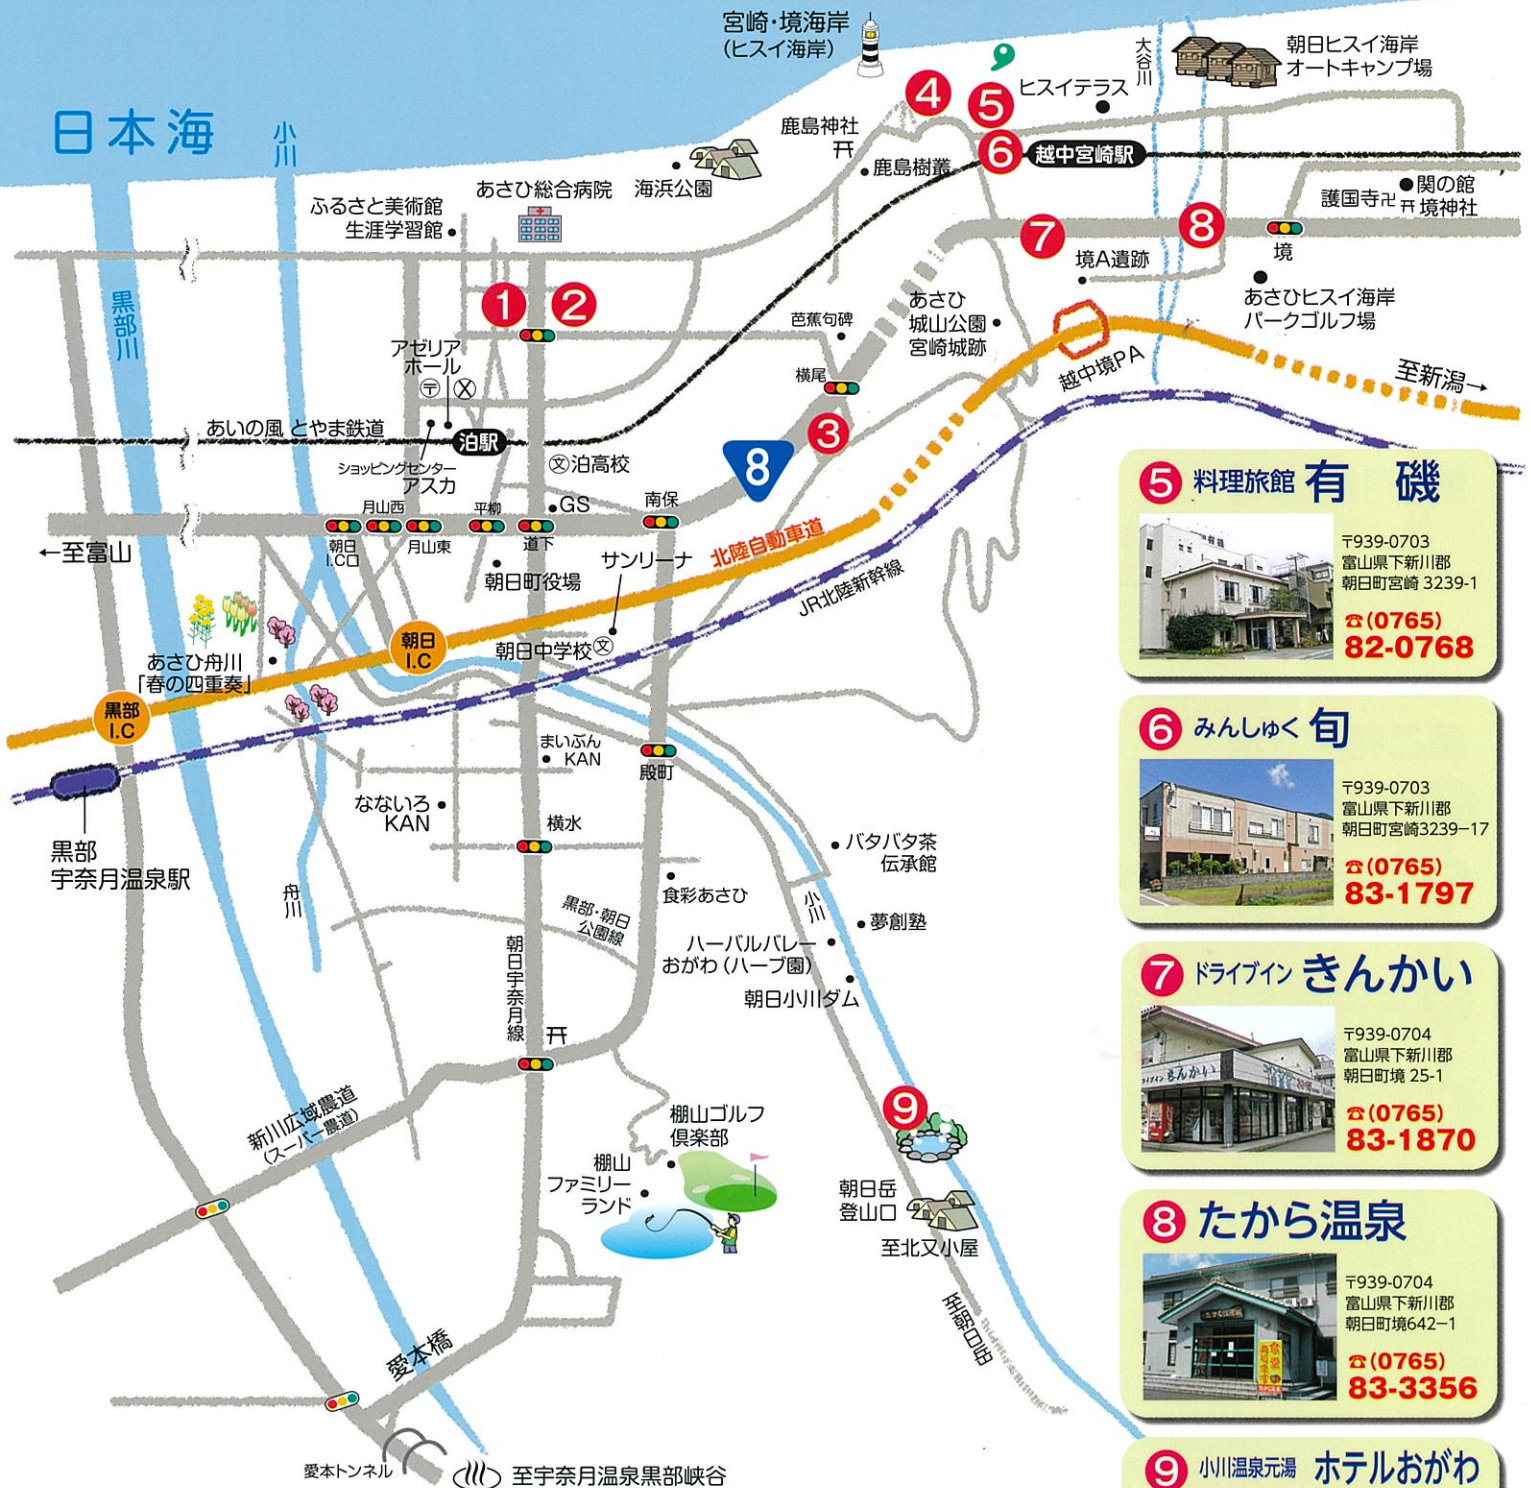 宮崎・境海岸
(ヒスイ海岸)
日本海
小川
大谷川
朝日ヒスイ海岸
オートキャンプ場
4
5
ヒスイテラス
鹿島神社
6
越中宮崎駅
鹿島樹叢
海浜公園
あさひ総合病院
ふるさと美術館
生涯学習館
関の館
護国寺卍
境神社
7
8
境
境A遺跡
あさひヒスイ海岸
パークゴルフ場
黒部川
1
2
芭蕉句碑
あさひ
城山公園
宮崎城跡
アゼリア
ホール
〒
横尾
越中境PA
至新潟→
あいの風 とやま鉄道
泊駅
3
8
ショッピングセンター
アスカ
文泊高校
GS
南保
月山西
平柳
朝日
I.C口
月山東
道下
←至富山
朝日町役場
サンリーナ
北陸自動車道
JR北陸新幹線
朝日
I.C
朝日中学校文
あさひ舟川
「春の四重奏」
黒部
I.C
まいぶん
KAN
殿町
なないろ
KAN
横水
黒部
宇奈月温泉駅
舟川
バタバタ茶
伝承館
食彩あさひ
小川
黒部・朝日
公園線
夢創塾
ハーバルバレー
おがわ(ハーブ園)
朝日小川ダム
朝日宇奈月線
新川広域農道
(スーパー農道)
9
棚山ゴルフ
倶楽部
棚山
ファミリー
ランド
朝日岳
登山口
至北又小屋
至朝日岳
愛本橋
愛本トンネル
至宇奈月温泉黒部峡谷
5 料理旅館 有 磯
〒939-0703
富山県下新川郡
朝日町宮崎 3239-1
☎(0765)
82-0768
6 みんしゅく 旬
〒939-0703
富山県下新川郡
朝日町宮崎3239−17
☎(0765)
83-1797
7 ドライブイン きんかい
きんかい
〒939-0704
富山県下新川郡
朝日町境 25-1
☎(0765)
83-1870
8 たから温泉
〒939-0704
富山県下新川郡
朝日町境642−1
☎(0765)
83-3356
9 小川温泉元湯 ホテルおがわ